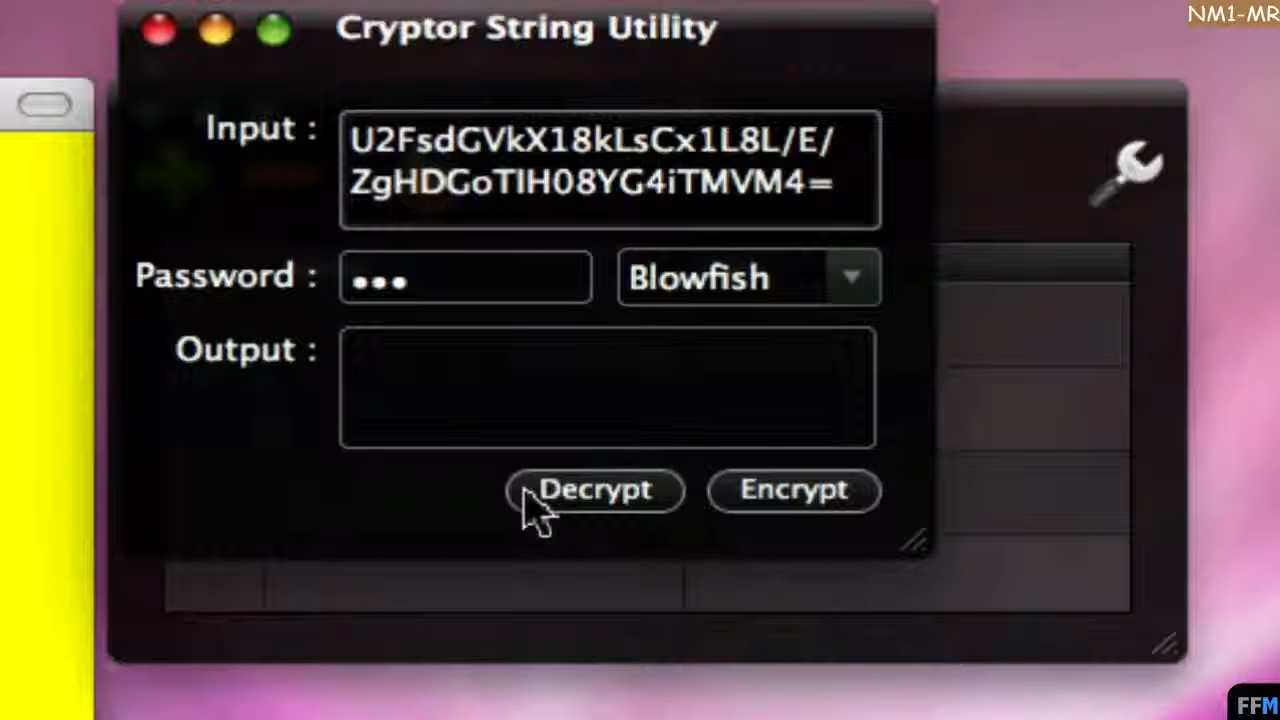 NM1-MR
Cryptor String Utility
Input :
U2FsdGVkX18kLsCx1L8L/E/
ZgHDGoTIH08YG4iTMVM4=
Password :
Blowfish
Output :
Decrypt
Encrypt
FFM